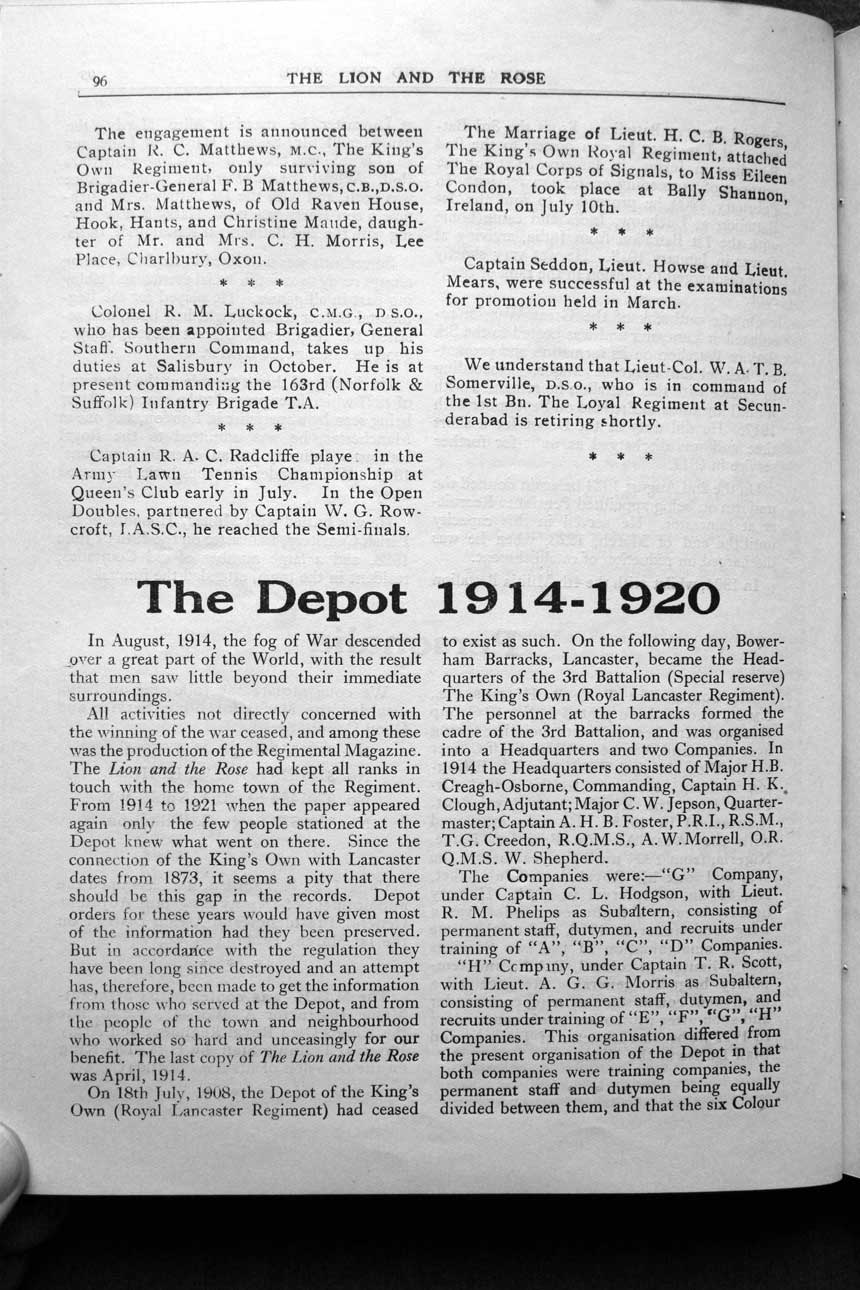 96
THE LION AND THE ROSE
The engagement is announced between
Captain R. C. Matthews, M.C., The King's
Own Regiment, only surviving son of
Brigadier-General F. B Matthews, C.B.,D.S.O.
and Mrs. Matthews, of Old Raven House,
Hook, Hants, and Christine Maude, daugh-
ter of Mr. and Mrs. C. H. Morris, Lee
Place, Charlbury, Oxon.
* * *
Colonel R. M. Luckock, C.M.G., D S.O.,
who has been appointed Brigadier, General
Staff. Southern Command, takes up his
duties at Salisbury in October. He is at
present commanding the 163rd (Norfolk &
Suffolk) Infantry Brigade T.A.
* * *
Captain R. A. C. Radcliffe playe. in the
Army Lawn Tennis Championship at
Queen's Club early in July. In the Open
Doubles, partnered by Captain W. G. Row-
croft, I.A.S.C., he reached the Semi-finals.
The Marriage of Lieut. H. C. B. Rogers,
The King's Own Royal Regiment, attached
The Royal Corps of Signals, to Miss Eileen
Condon, took place at Bally Shannon,
Ireland, on July 10th.
* * *
Captain Seddon, Lieut. Howse and Lieut.
Mears, were successful at the examinations
for promotion held in March.
* * *
We understand that Lieut-Col. W. A. T. B.
Somerville, D.S.O., who is in command of
the 1st Bn. The Loyal Regiment at Secun-
derabad is retiring shortly.
* * *
The Depot 1914-1920
In August, 1914, the fog of War descended
over a great part of the World, with the result
that men saw little beyond their immediate
surroundings.
All activities not directly concerned with
the winning of the war ceased, and among these
was the production of the Regimental Magazine.
The Lion and the Rose had kept all ranks in
touch with the home town of the Regiment.
From 1914 to 1921 when the paper appeared
again only the few people stationed at the
Depot knew what went on there. Since the
connection of the King's Own with Lancaster
dates from 1873, it seems a pity that there
should be this gap in the records. Depot
orders for these years would have given most
of the information had they been preserved.
But in accordance with the regulation they
have been long since destroyed and an attempt
has, therefore, been made to get the information
from those who served at the Depot, and from
the people of the town and neighbourhood
who worked so hard and unceasingly for our
benefit. The last copy of The Lion and the Rose
was April, 1914.
On 18th July, 1908, the Depot of the King's
Own (Royal Lancaster Regiment) had ceased
to exist as such. On the following day, Bower-
ham Barracks, Lancaster, became the Head-
quarters of the 3rd Battalion (Special reserve)
The King's Own (Royal Lancaster Regiment).
The personnel at the barracks formed the
cadre of the 3rd Battalion, and was organised
into a Headquarters and two Companies. In
1914 the Headquarters consisted of Major H.B.
Creagh-Osborne, Commanding, Captain H. K.
Clough, Adjutant; Major C. W. Jepson, Quarter-
master; Captain A. H. B. Foster, P.R.I., R.S.M.,
T.G. Creedon, R.Q.M.S., A. W. Morrell, O.R.
Q.M.S. W. Shepherd.
The Companies were:—"G" Company,
under Captain C. L. Hodgson, with Lieut.
R. M. Phelips as Subaltern, consisting of
permanent staff, dutymen, and recruits under
training of "A", "B", "C", "D" Companies.
"H" Company, under Captain T. R. Scott,
with Lieut. A. G. G. Morris as Subaltern,
consisting of permanent staff, dutymen, and
recruits under training of "E", "F", "G", "H"
Companies. This organisation differed from
the present organisation of the Depot in that
both companies were training companies, the
permanent staff and dutymen being equally
divided between them, and that the six Colour